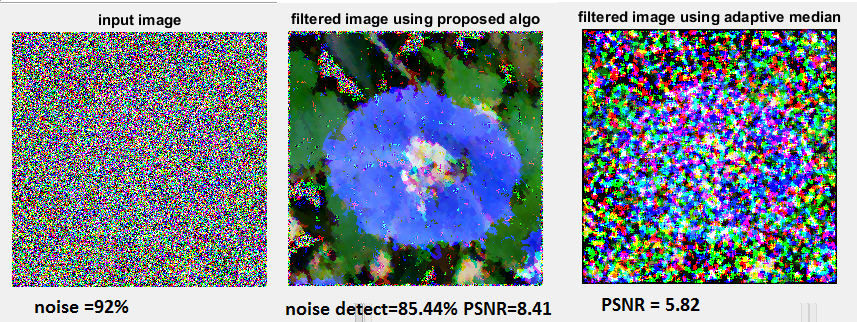 input image
filtered image using proposed algo
filtered image using adaptive median
noise =92%
noise detect=85.44% PSNR=8.41
PSNR = 5.82